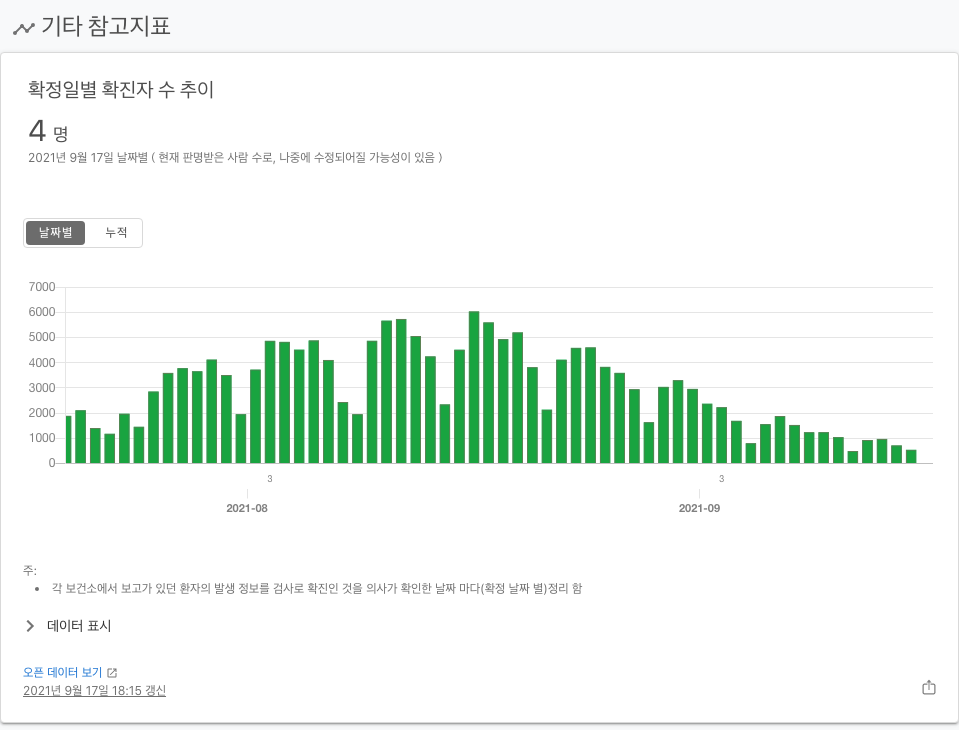 기타 참고지표
확정일별 확진자 수 추이
4 명
2021년 9월 17일 날짜별 ( 현재 판명받은 사람 수로, 나중에 수정되어질 가능성이 있음 )
날짜별 누적
7000
6000
5000
4000
3000
2000
1000
0
3 3
2021-08 2021-09
주:
• 각 보건소에서 보고가 있던 환자의 발생 정보를 검사로 확진인 것을 의사가 확인한 날짜 마다(확정 날짜 별)정리 함
데이터 표시
오픈 데이터 보기
2021년 9월 17일 18:15 갱신